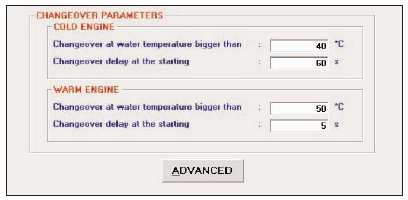 CHANGEOVER PARAMETERS
COLD ENGINE
Changeover at water temperature bigger than : 40 °C
Changeover delay at the starting : 60 s
WARM ENGINE
Changeover at water temperature bigger than : 50 °C
Changeover delay at the starting : 5 s
ADVANCED